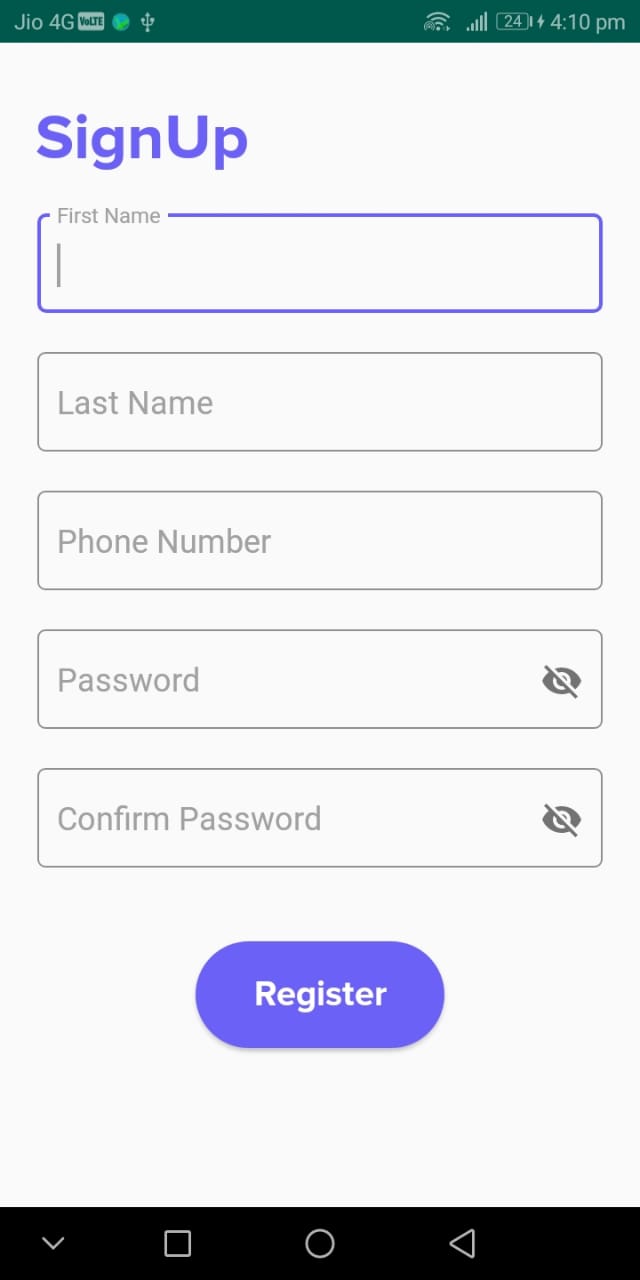 Jio 4G VoLTE 24 4:10 pm
SignUp
First Name
Last Name
Phone Number
Password
Confirm Password
Register